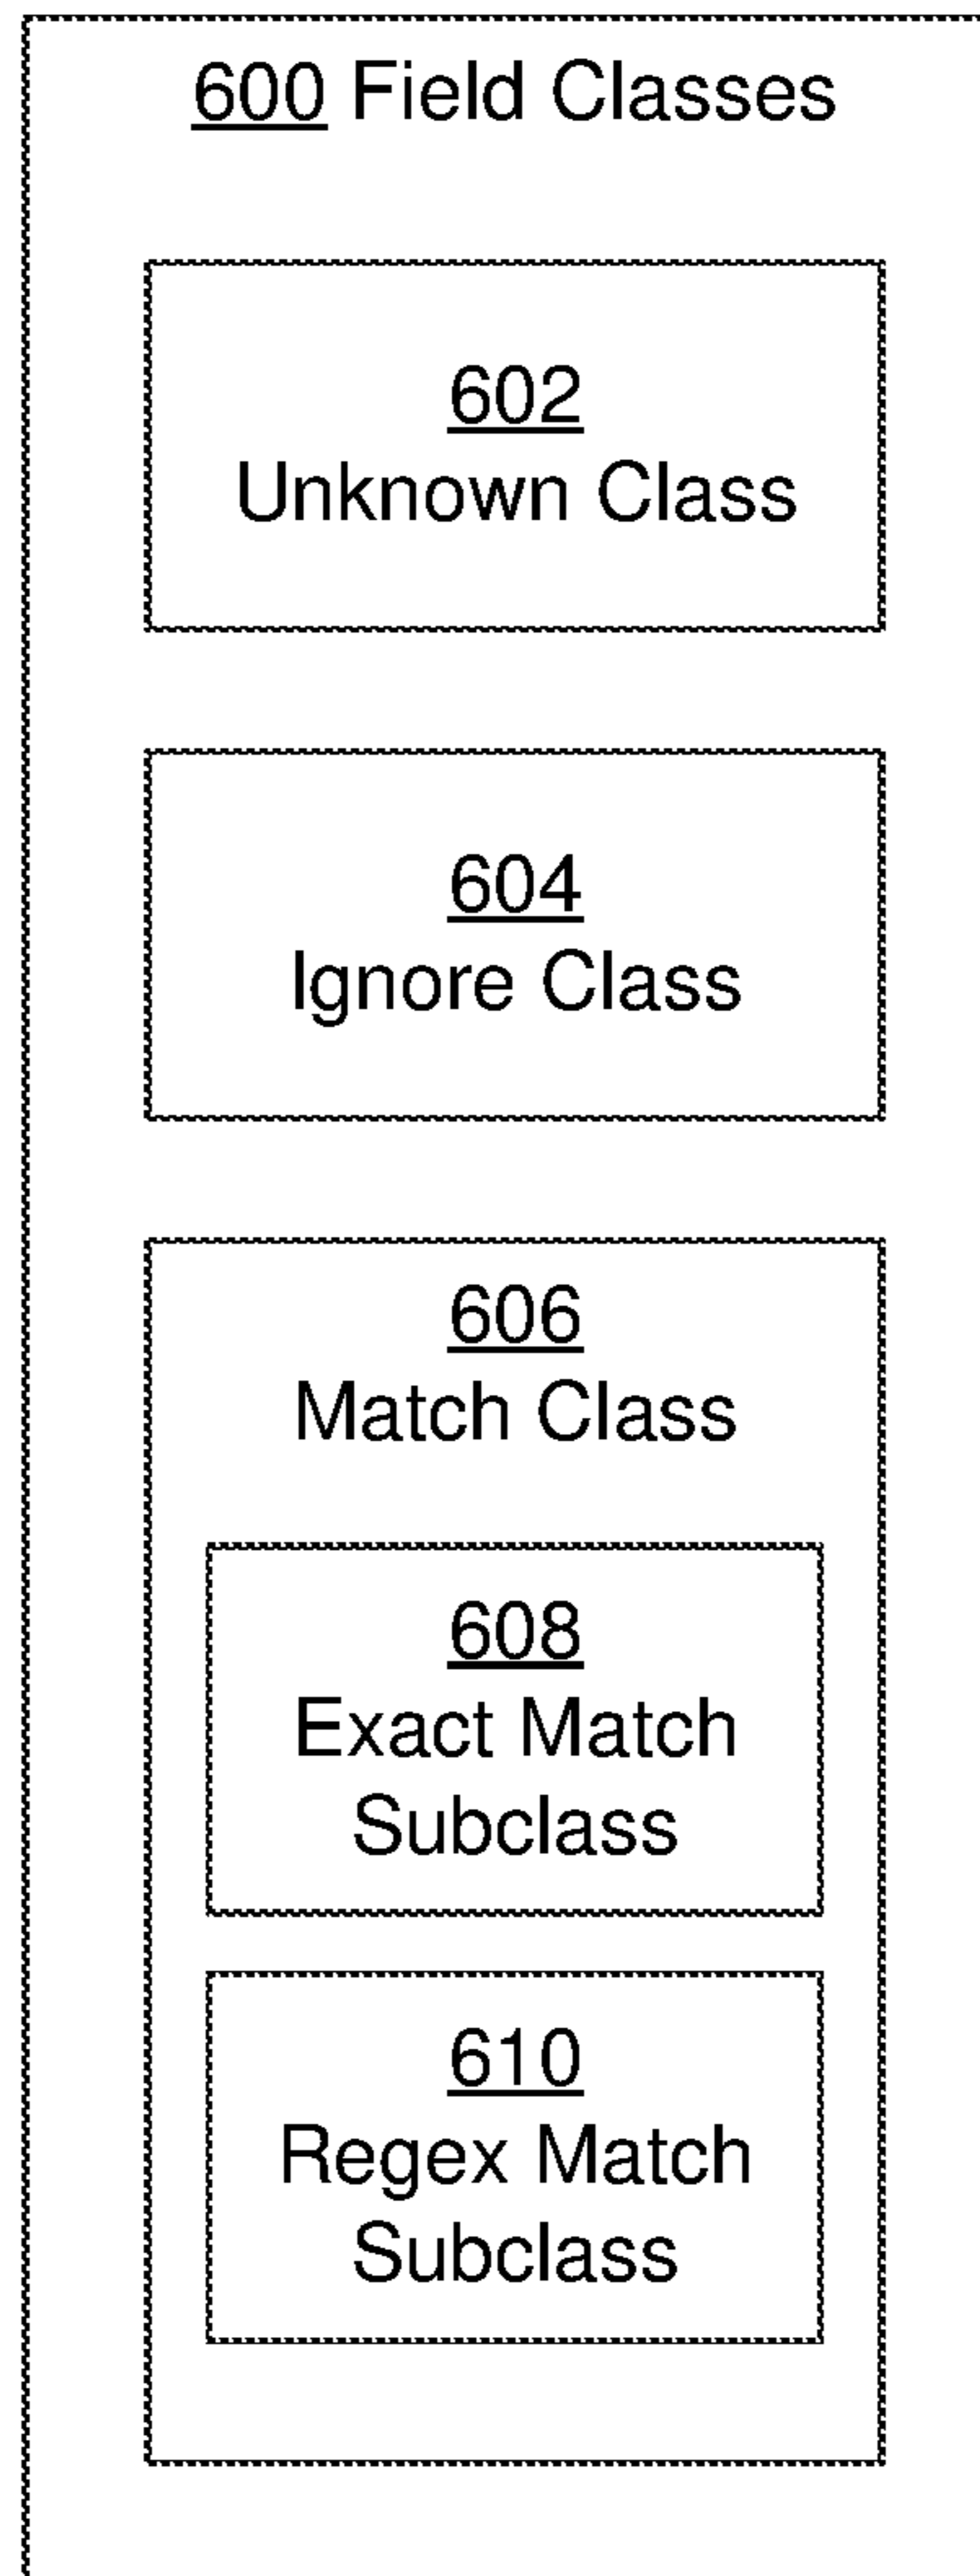 600 Field Classes
602
Unknown Class
604
Ignore Class
606
Match Class
608
Exact Match
Subclass
610
Regex Match
Subclass